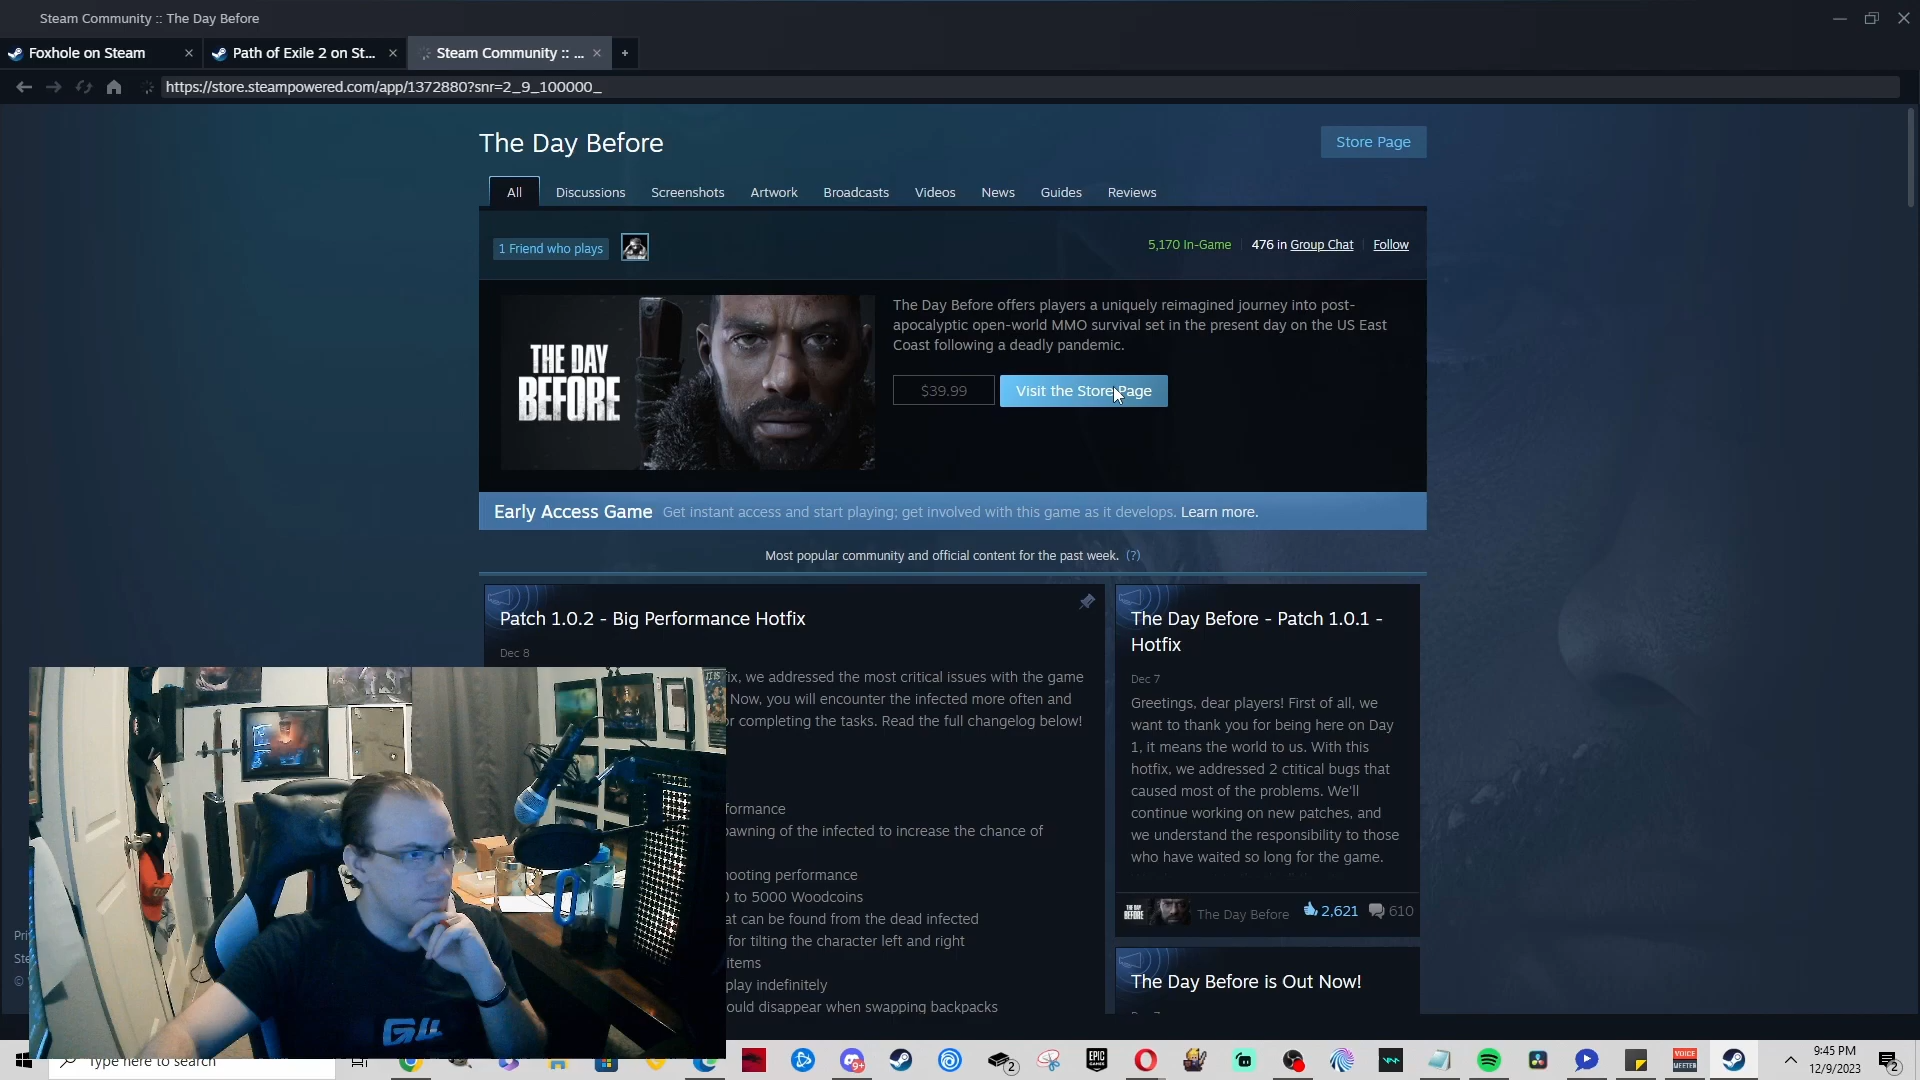 Steam Community :: The Day Before
Foxhole on Steam
Path of Exile 2 on St...
Steam Community :: ...
https://store.steampowered.com/app/1372880?snr=2_9_100000_
The Day Before
Store Page
All
Discussions
Screenshots
Artwork
Broadcasts
Videos
News
Guides
Reviews
1 Friend who plays
5,170 In-Game
476 in Group Chat
Follow
THE DAY
BEFORE
The Day Before offers players a uniquely reimagined journey into post-
apocalyptic open-world MMO survival set in the present day on the US East
Coast following a deadly pandemic.
$39.99
Visit the Store Page
Early Access Game Get instant access and start playing; get involved with this game as it develops. Learn more.
Most popular community and official content for the past week. (?)
Patch 1.0.2 - Big Performance Hotfix
Dec 8
we addressed the most critical issues with the game
Now, you will encounter the infected more often and
completing the tasks. Read the full changelog below!
of the infected to increase the chance of
performance
to 5000 Woodcoins
can be found from the dead infected
for tilting the character left and right
items
play indefinitely
disappear when swapping backpacks
The Day Before - Patch 1.0.1 -
Hotfix
Dec 7
Greetings, dear players! First of all, we
want to thank you for being here on Day
1, it means the world to us. With this
hotfix, we addressed 2 ctitical bugs that
caused most of the problems. We'll
continue working on new patches, and
we understand the responsibility to those
who have waited so long for the game.
THE DAY
BEFORE
The Day Before
2,621
610
The Day Before is Out Now!
Type here to search
9+
2
EPIC
GAMES
VOICE
MEETER
9:45 PM
12/9/2023
2